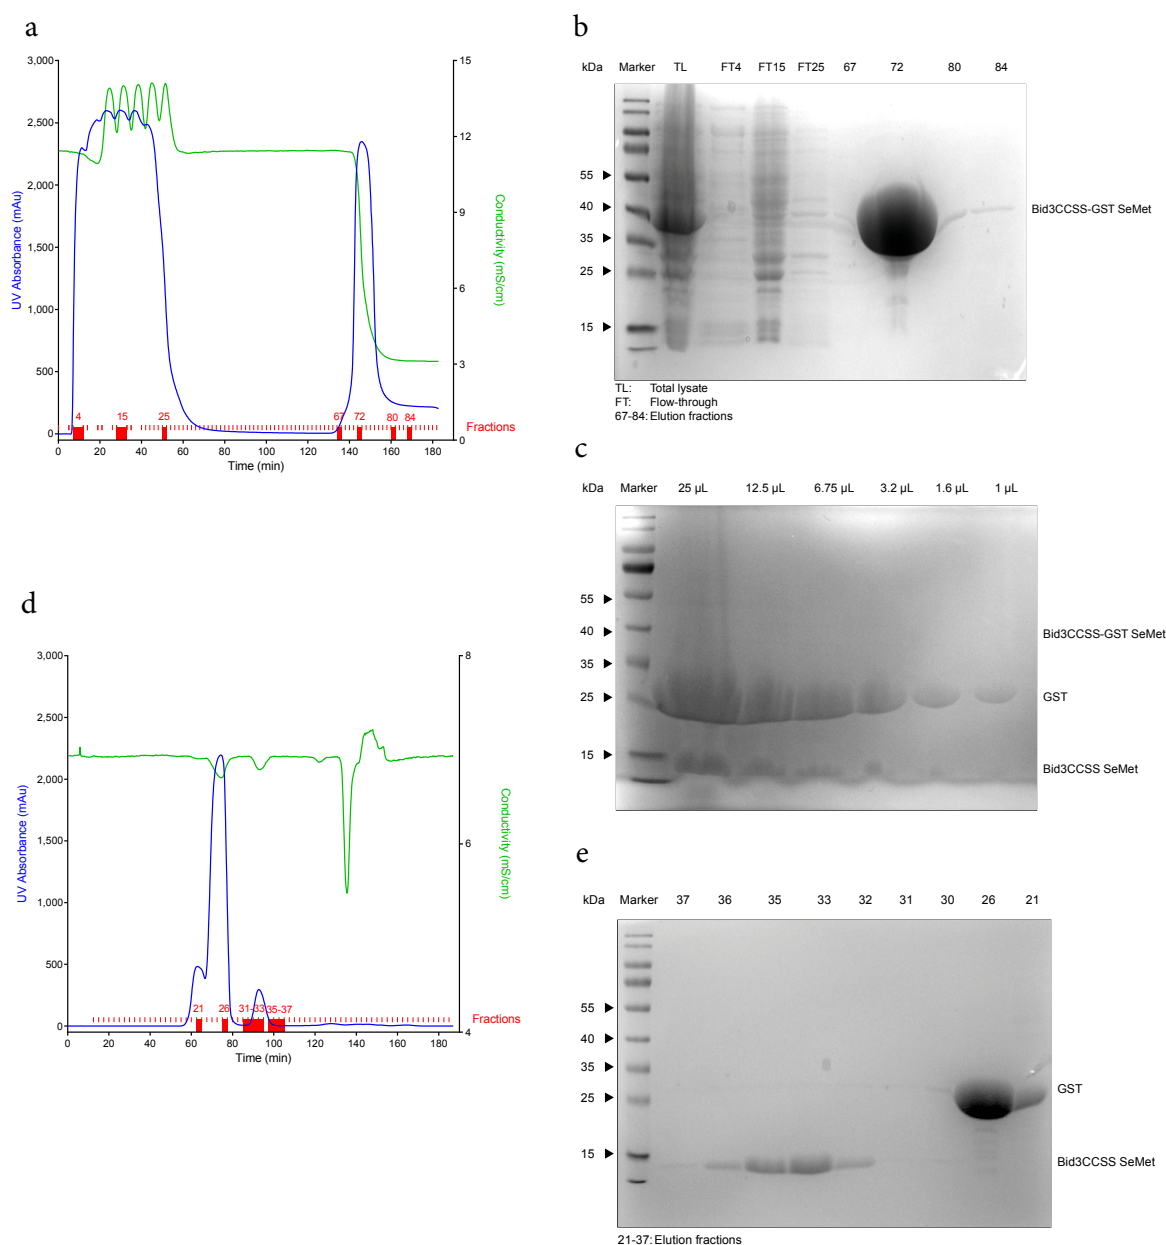 a
3,000
2,500
2,000
1,500
1,000
500
0
UV Absorbance (mAu)
15
12
9
6
3
0
Conductivity (mS/cm)
4 15 25 67 72 80 84
Fractions
0 20 40 60 80 100 120 140 160 180
Time (min)
b
kDa Marker TL FT4 FT15 FT25 67 72 80 84
55
40
35
25
15
Bid3CCSS-GST SeMet
TL: Total lysate
FT: Flow-through
67-84: Elution fractions
c
kDa Marker 25 µL 12.5 µL 6.75 µL 3.2 µL 1.6 µL 1 µL
55
40
35
25
15
Bid3CCSS-GST SeMet
GST
Bid3CCSS SeMet
d
3,000
2,500
2,000
1,500
1,000
500
0
UV Absorbance (mAu)
8
6
4
Conductivity (mS/cm)
21 26 31-33 35-37
Fractions
0 20 40 60 80 100 120 140 160 180
Time (min)
e
kDa Marker 37 36 35 33 32 31 30 26 21
55
40
35
25
15
GST
Bid3CCSS SeMet
21-37: Elution fractions